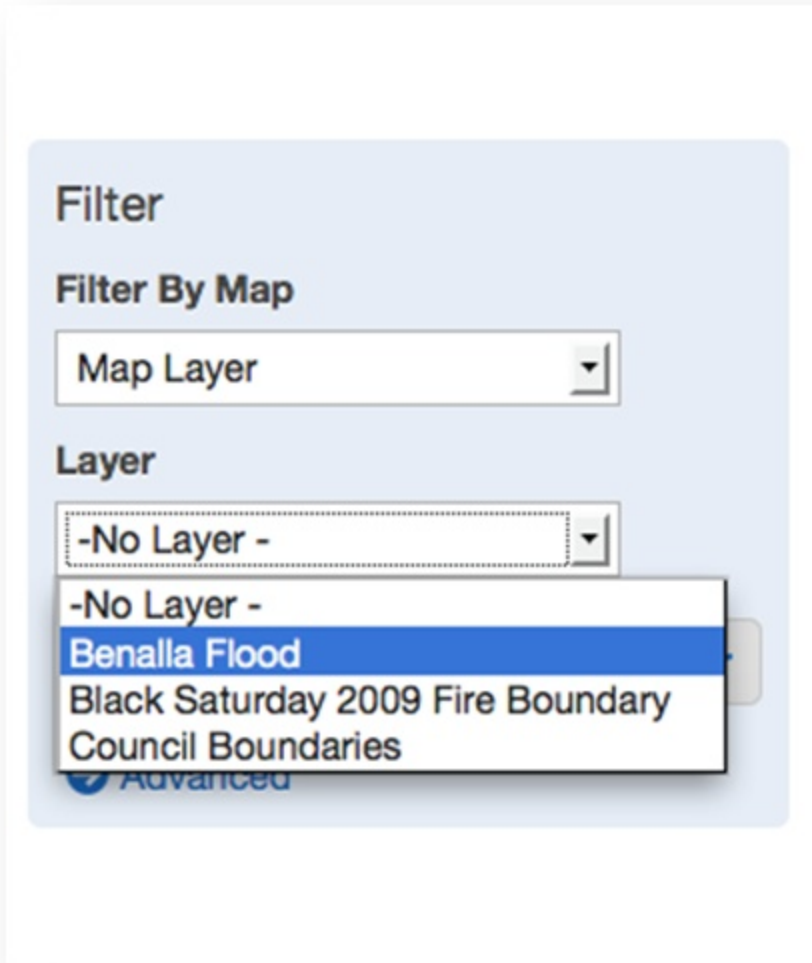 Filter
Filter By Map
Map Layer
Layer
-No Layer -
-No Layer -
Benalla Flood
Black Saturday 2009 Fire Boundary
Council Boundaries
Advanced